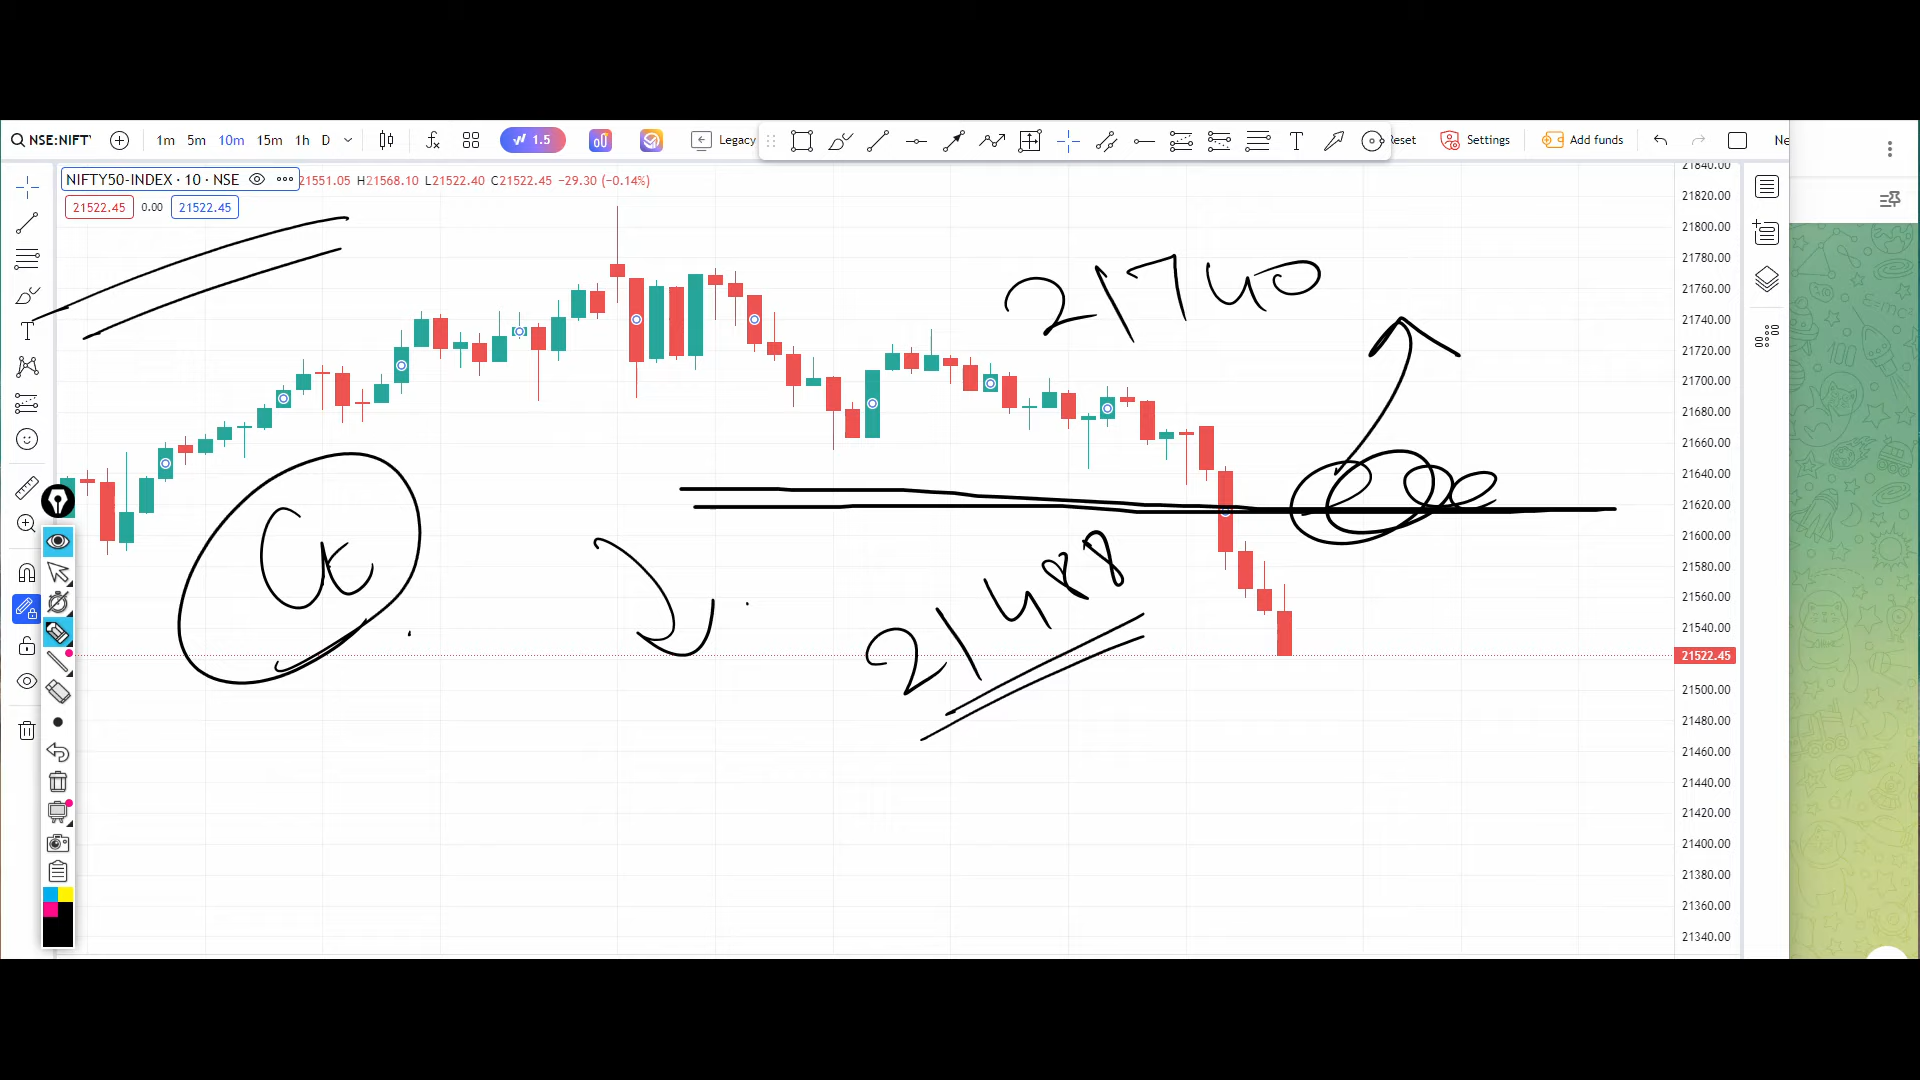 NSE:NIFTY
1m 5m 10m 15m 1h D
1.5
Legacy
Reset
Settings
Add funds
Ne
NIFTY50-INDEX · 10 · NSE
21551.05 H21568.10 L21522.40 C21522.45 −29.30 (−0.14%)
21522.45 0.00 21522.45
21740
21488
21840.00
21820.00
21800.00
21780.00
21760.00
21740.00
21720.00
21700.00
21680.00
21660.00
21640.00
21620.00
21600.00
21580.00
21560.00
21540.00
21522.45
21500.00
21480.00
21460.00
21440.00
21420.00
21400.00
21380.00
21360.00
21340.00